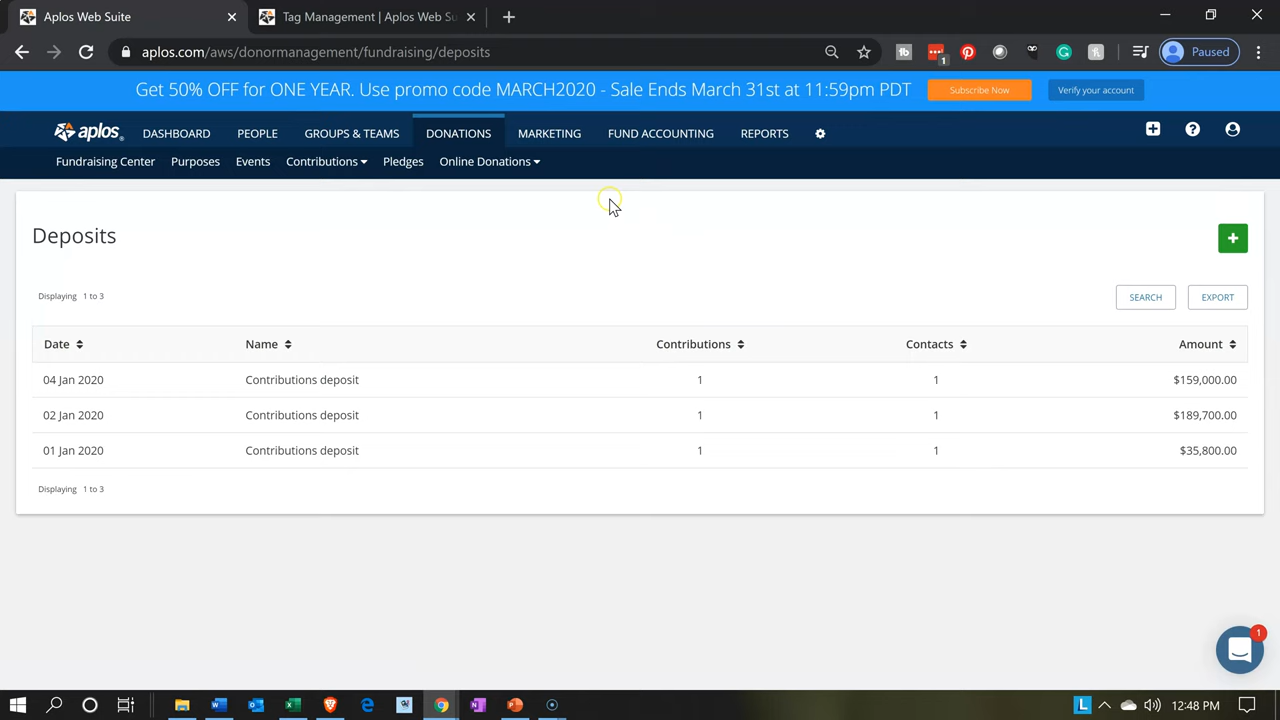 Aplos Web Suite
Tag Management | Aplos Web Su
aplos.com/aws/donormanagement/fundraising/deposits
Paused
Get 50% OFF for ONE YEAR. Use promo code MARCH2020 - Sale Ends March 31st at 11:59pm PDT
Subscribe Now
Verify your account
aplos
DASHBOARD
PEOPLE
GROUPS & TEAMS
DONATIONS
MARKETING
FUND ACCOUNTING
REPORTS
Fundraising Center
Purposes
Events
Contributions
Pledges
Online Donations
Deposits
Displaying 1 to 3
SEARCH
EXPORT
Date Name Contributions Contacts Amount
04 Jan 2020 Contributions deposit 1 1 $159,000.00
02 Jan 2020 Contributions deposit 1 1 $189,700.00
01 Jan 2020 Contributions deposit 1 1 $35,800.00
Displaying 1 to 3
1
12:48 PM